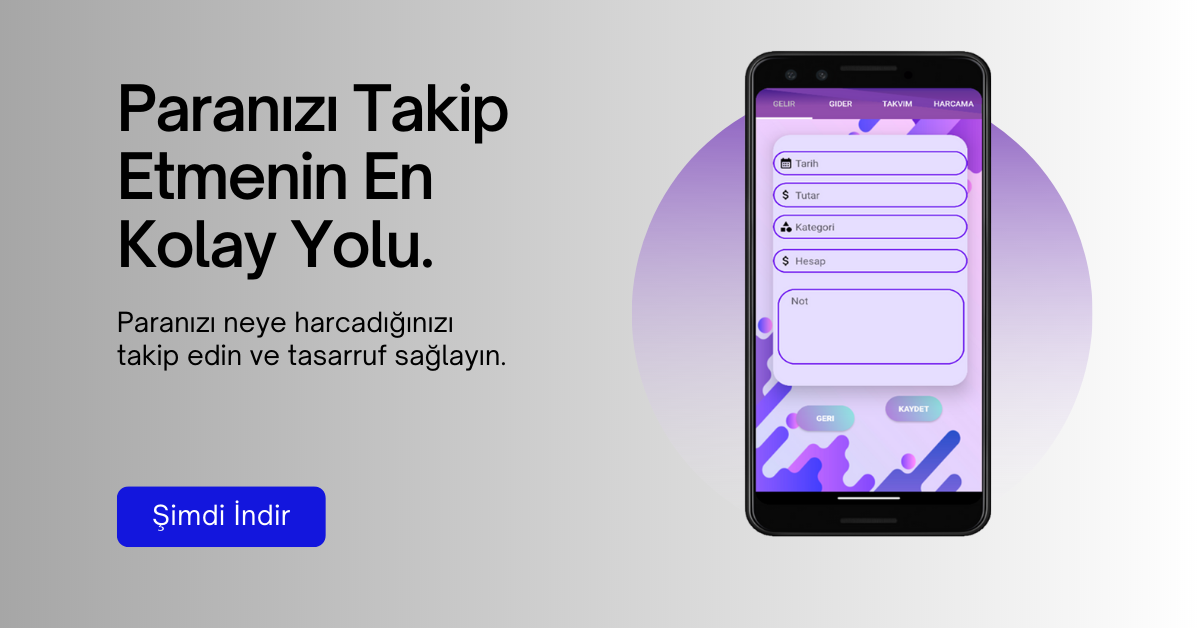 Paranızı Takip
Etmenin En
Kolay Yolu.
Paranızı neye harcadığınızı
takip edin ve tasarruf sağlayın.
Şimdi İndir
GELIR GIDER TAKVIM HARCAMA
Tarih
Tutar
Kategori
Hesap
Not
GERI KAYDET